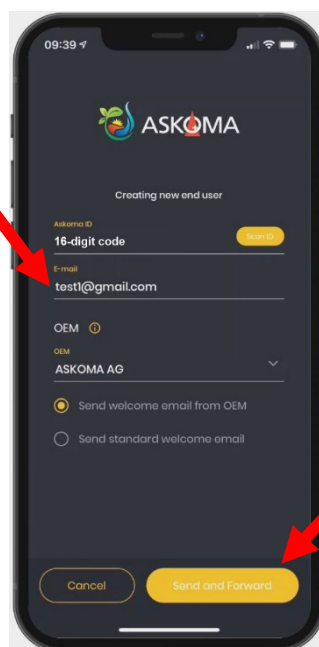 09:39
ASKOMA
Creating new end user
Askoma ID
16-digit code
Scan ID
E-mail
test1@gmail.com
OEM
OEM
ASKOMA AG
Send welcome email from OEM
Send standard welcome email
Cancel
Send and Forward